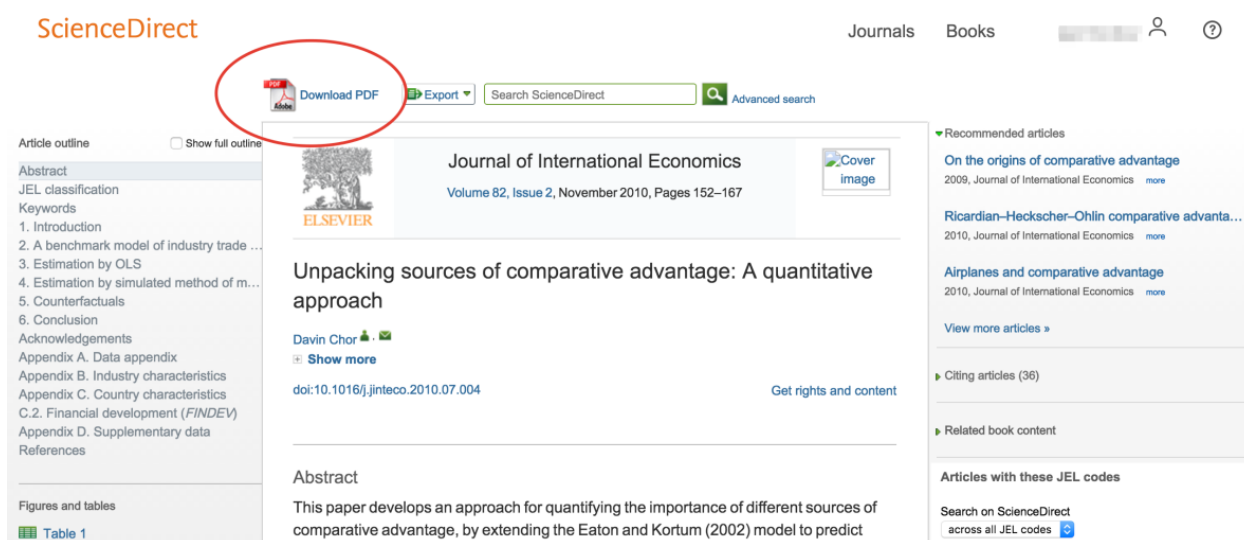 ScienceDirect
Journals
Books
Download PDF
Export
Search ScienceDirect
Advanced search
Article outline
Show full outline
Abstract
JEL classification
Keywords
1. Introduction
2. A benchmark model of industry trade ...
3. Estimation by OLS
4. Estimation by simulated method of m...
5. Counterfactuals
6. Conclusion
Acknowledgements
Appendix A. Data appendix
Appendix B. Industry characteristics
Appendix C. Country characteristics
C.2. Financial development (FINDEV)
Appendix D. Supplementary data
References
Figures and tables
Table 1
ELSEVIER
Journal of International Economics
Volume 82, Issue 2, November 2010, Pages 152–167
Cover
image
Unpacking sources of comparative advantage: A quantitative
approach
Davin Chor
Show more
doi:10.1016/j.jinteco.2010.07.004
Get rights and content
Abstract
This paper develops an approach for quantifying the importance of different sources of
comparative advantage, by extending the Eaton and Kortum (2002) model to predict
Recommended articles
On the origins of comparative advantage
2009, Journal of International Economics more
Ricardian–Heckscher–Ohlin comparative advanta...
2010, Journal of International Economics more
Airplanes and comparative advantage
2010, Journal of International Economics more
View more articles »
Citing articles (36)
Related book content
Articles with these JEL codes
Search on ScienceDirect
across all JEL codes